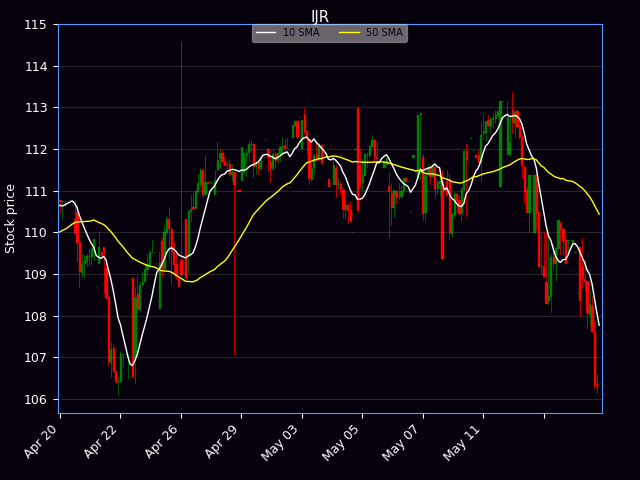 IJR
10 SMA
50 SMA
Stock price
115
114
113
112
111
110
109
108
107
106
Apr 20
Apr 22
Apr 26
Apr 29
May 03
May 05
May 07
May 11